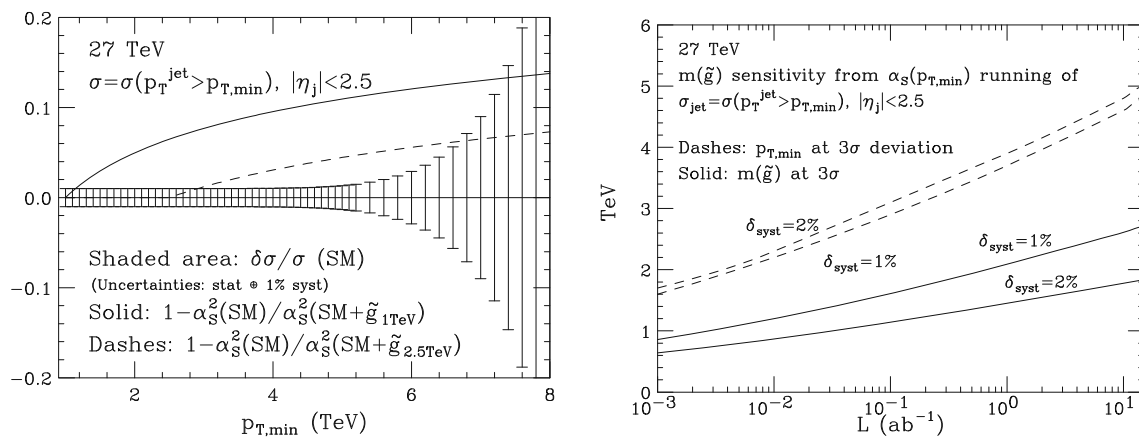 27 TeV
σ=σ(p_T^jet>p_T,min), |η_j|<2.5
Shaded area: δσ/σ (SM)
(Uncertainties: stat ⊕ 1% syst)
Solid: 1−α_S^2(SM)/α_S^2(SM+g̃_1TeV)
Dashes: 1−α_S^2(SM)/α_S^2(SM+g̃_2.5TeV)
0.2
0.1
0.0
−0.1
−0.2
2 4 6 8
p_T,min (TeV)
27 TeV
m(g̃) sensitivity from α_S(p_T,min) running of
σ_jet=σ(p_T^jet>p_T,min), |η_j|<2.5
Dashes: p_T,min at 3σ deviation
Solid: m(g̃) at 3σ
δ_syst=2%
δ_syst=1%
δ_syst=1%
δ_syst=2%
TeV
6
5
4
3
2
1
0
10^−3 10^−2 10^−1 10^0 10^1
L (ab^−1)